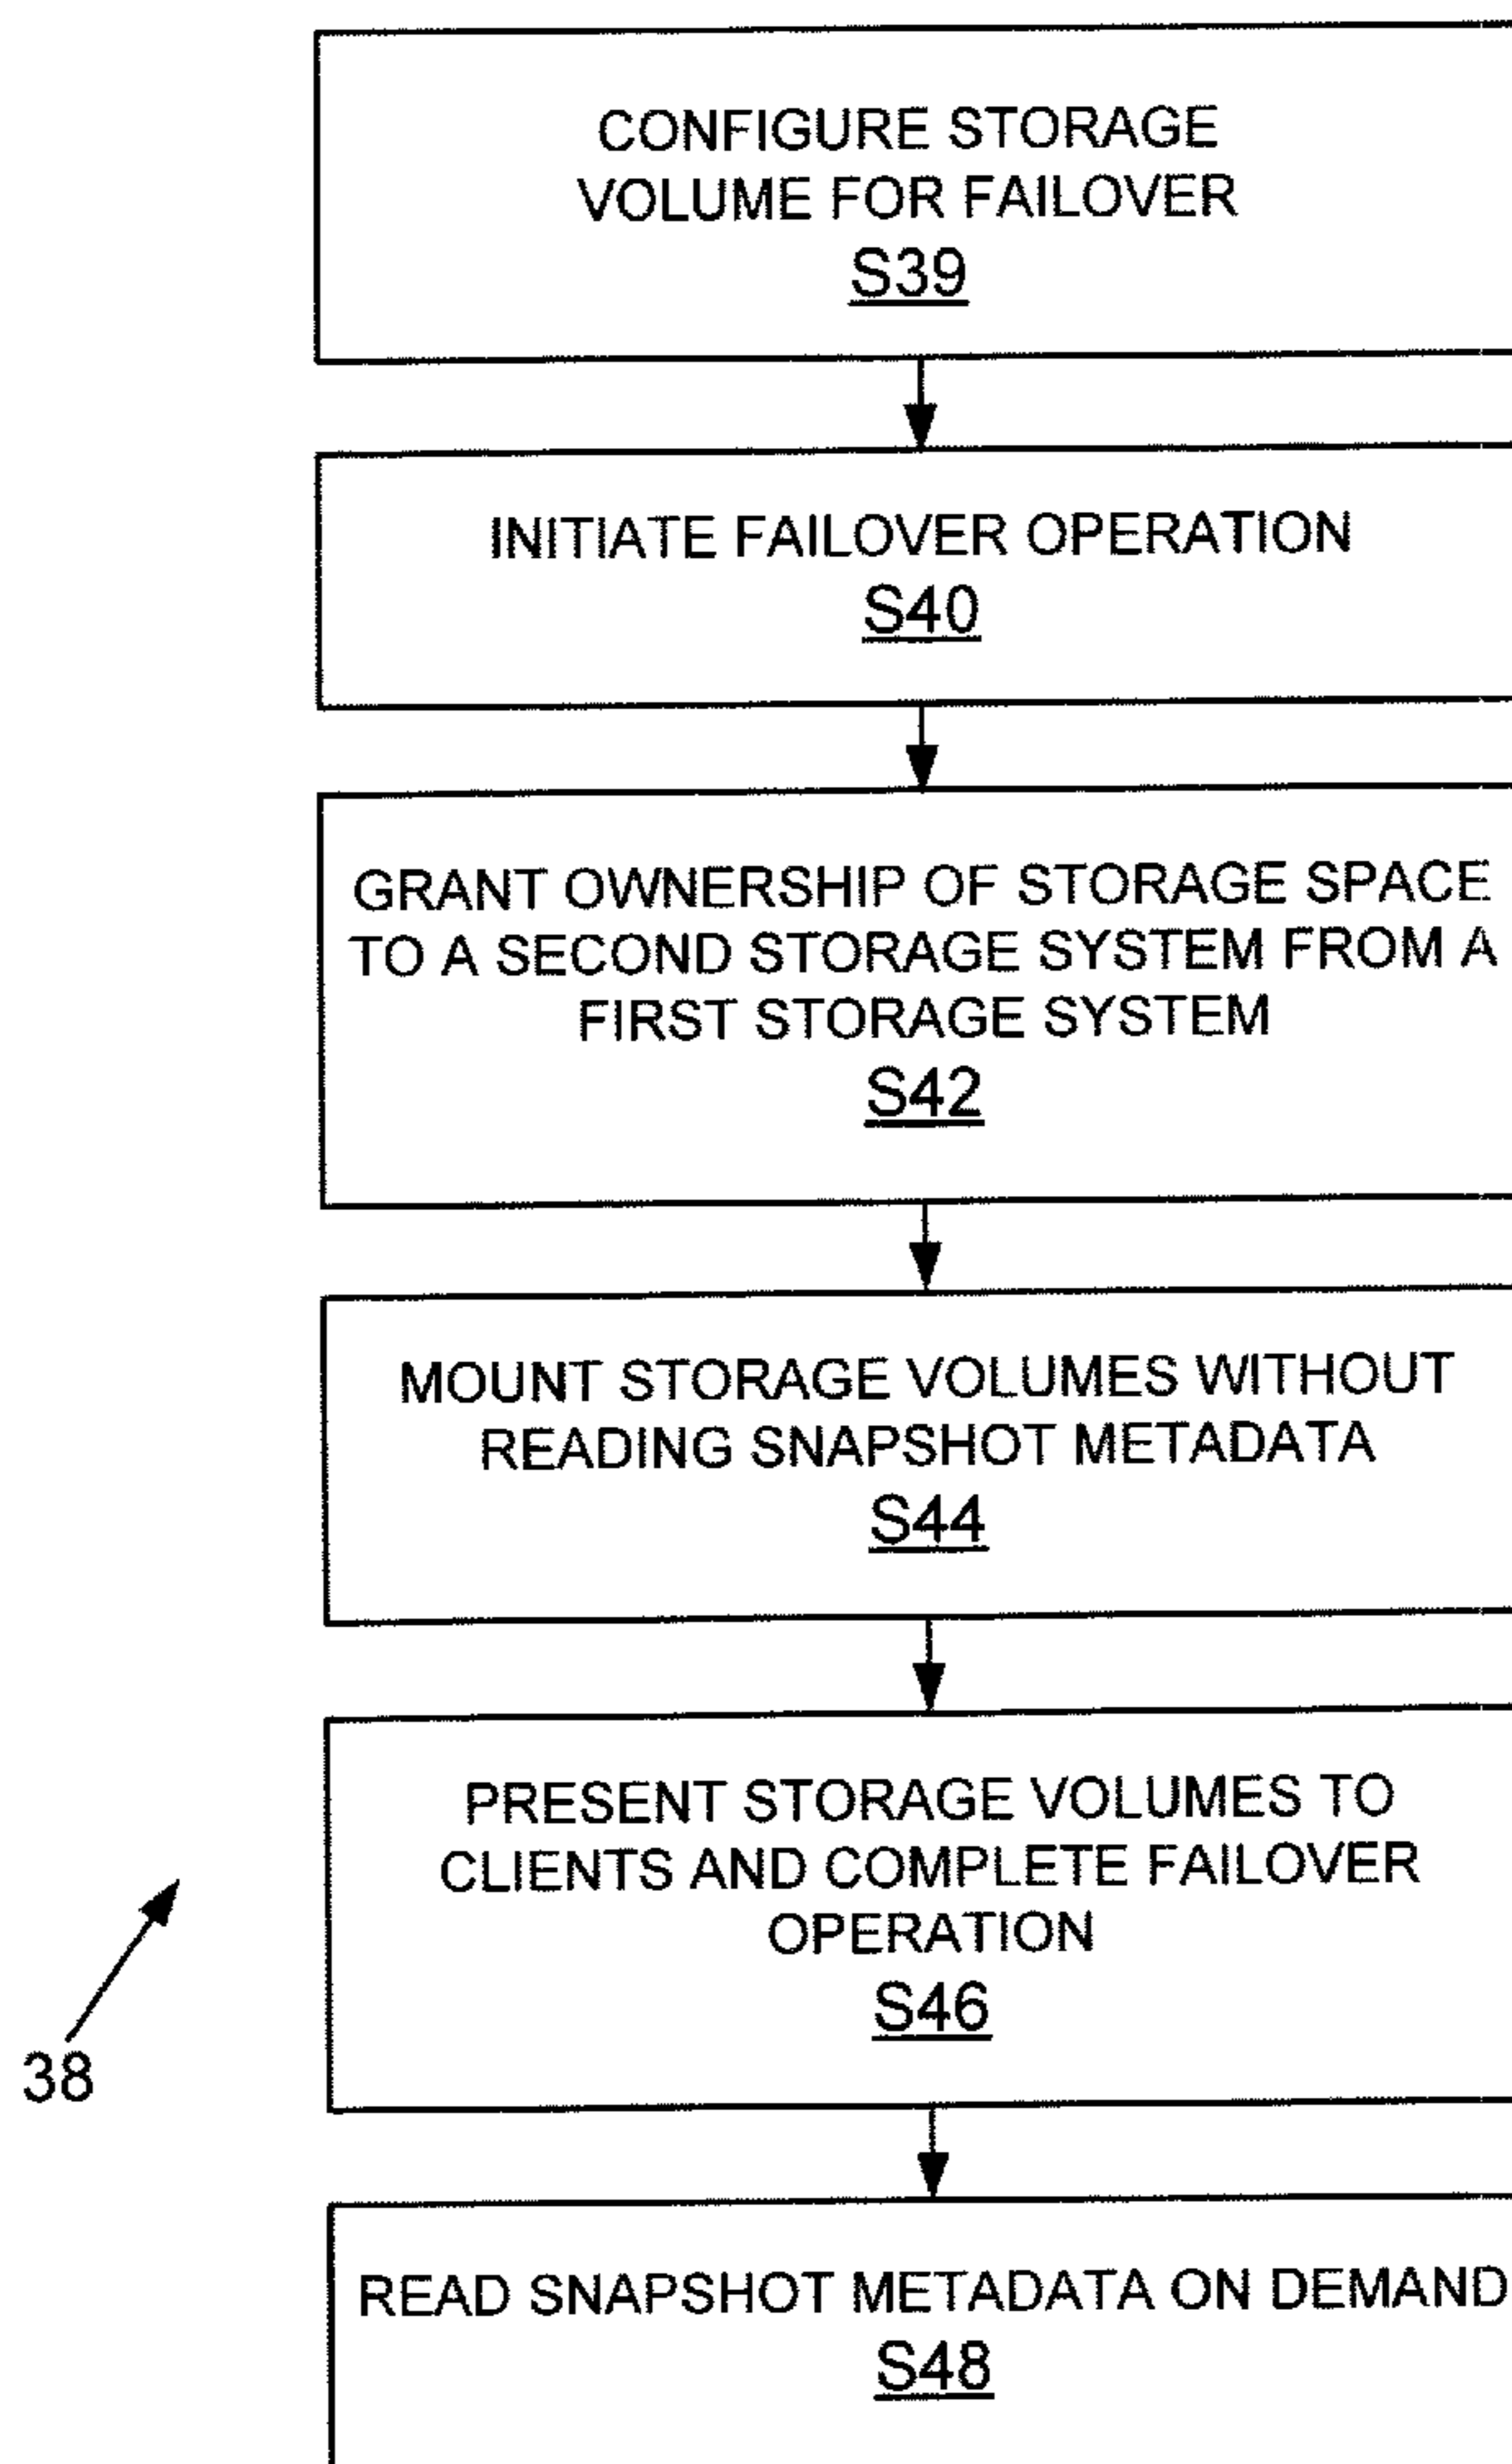 CONFIGURE STORAGE
VOLUME FOR FAILOVER
S39
INITIATE FAILOVER OPERATION
S40
GRANT OWNERSHIP OF STORAGE SPACE
TO A SECOND STORAGE SYSTEM FROM A
FIRST STORAGE SYSTEM
S42
MOUNT STORAGE VOLUMES WITHOUT
READING SNAPSHOT METADATA
S44
PRESENT STORAGE VOLUMES TO
CLIENTS AND COMPLETE FAILOVER
OPERATION
S46
38
READ SNAPSHOT METADATA ON DEMAND
S48